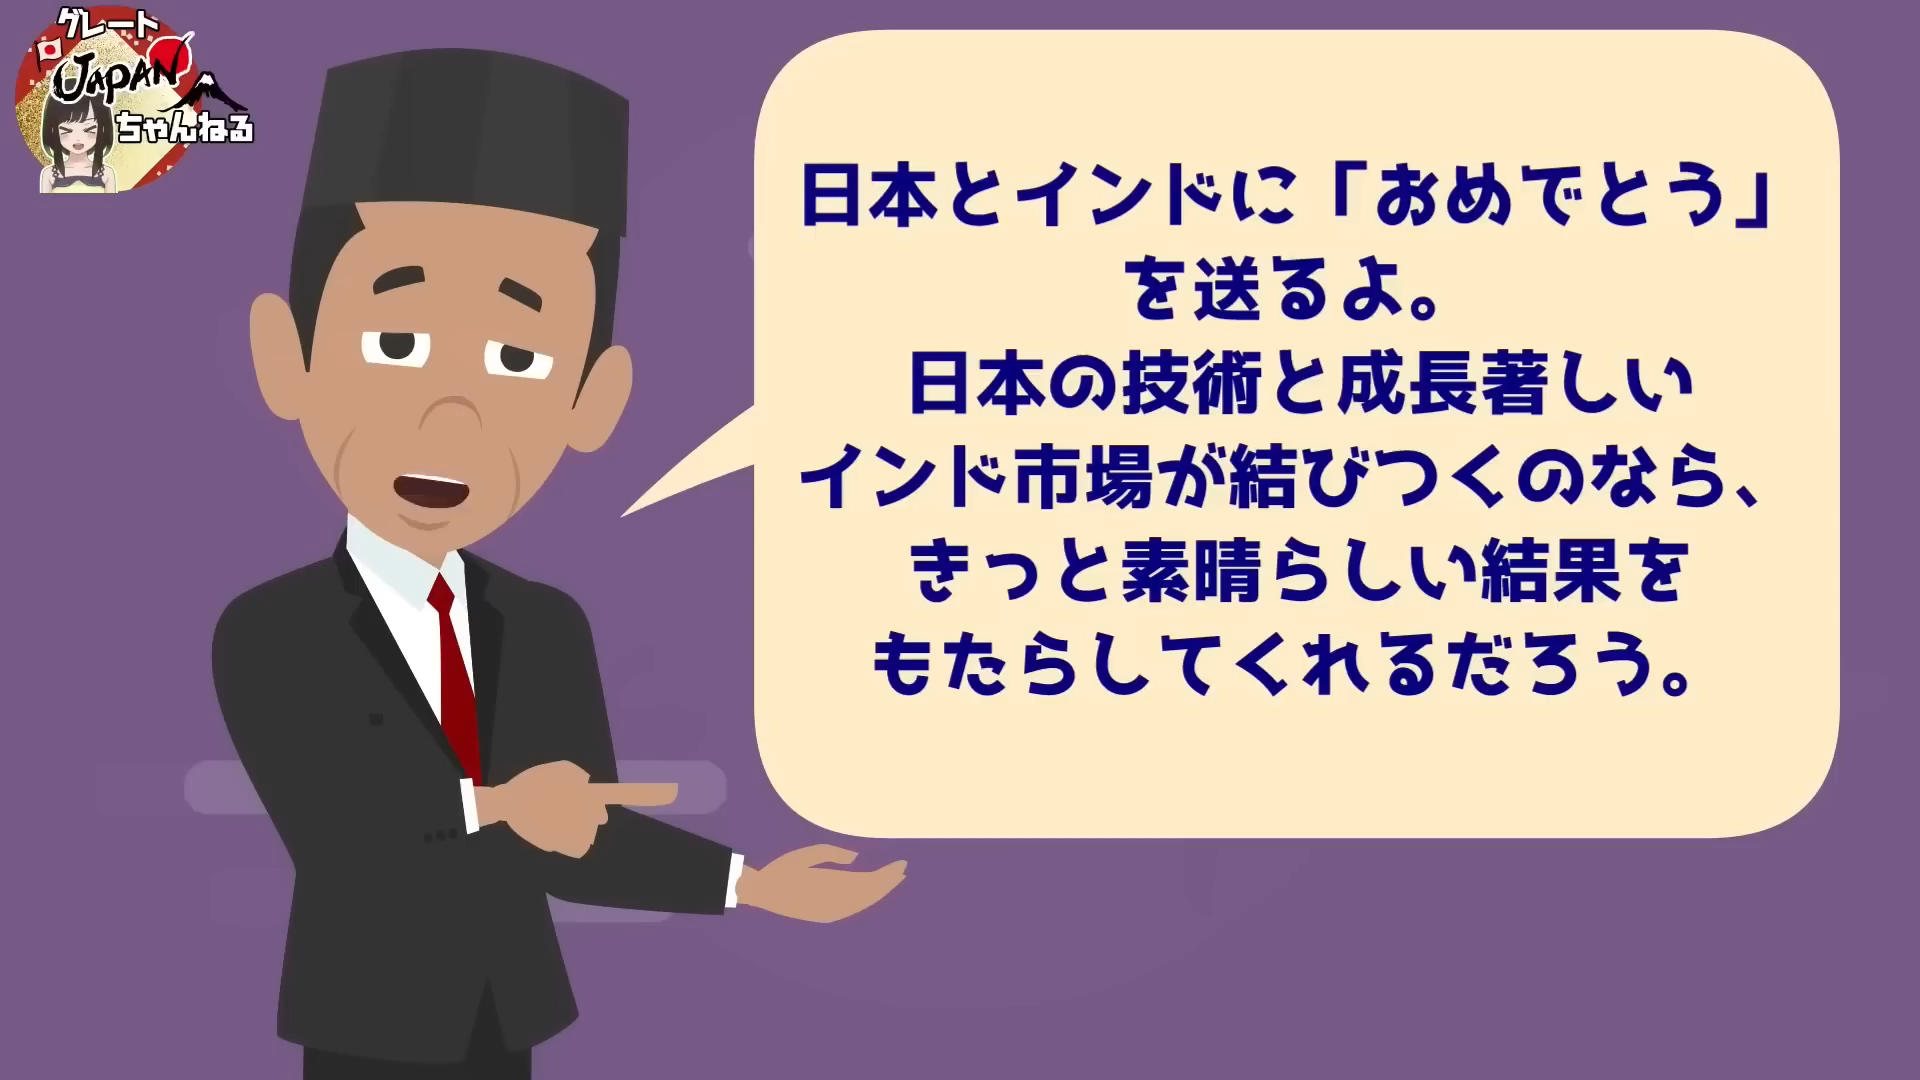 グレート
JAPAN
ちゃんねる
日本とインドに「おめでとう」
を送るよ。
日本の技術と成長著しい
インド市場が結びつくのなら、
きっと素晴らしい結果を
もたらしてくれるだろう。